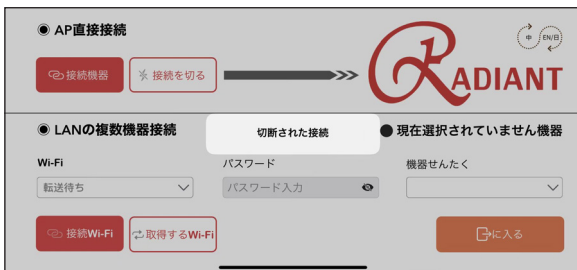 AP直接接続
中
EN/日
接続機器
接続を切る
RADIANT
LANの複数機器接続
切断された接続
現在選択されていません機器
Wi-Fi
パスワード
機器せんたく
転送待ち
パスワード入力
接続Wi-Fi
取得するWi-Fi
に入る